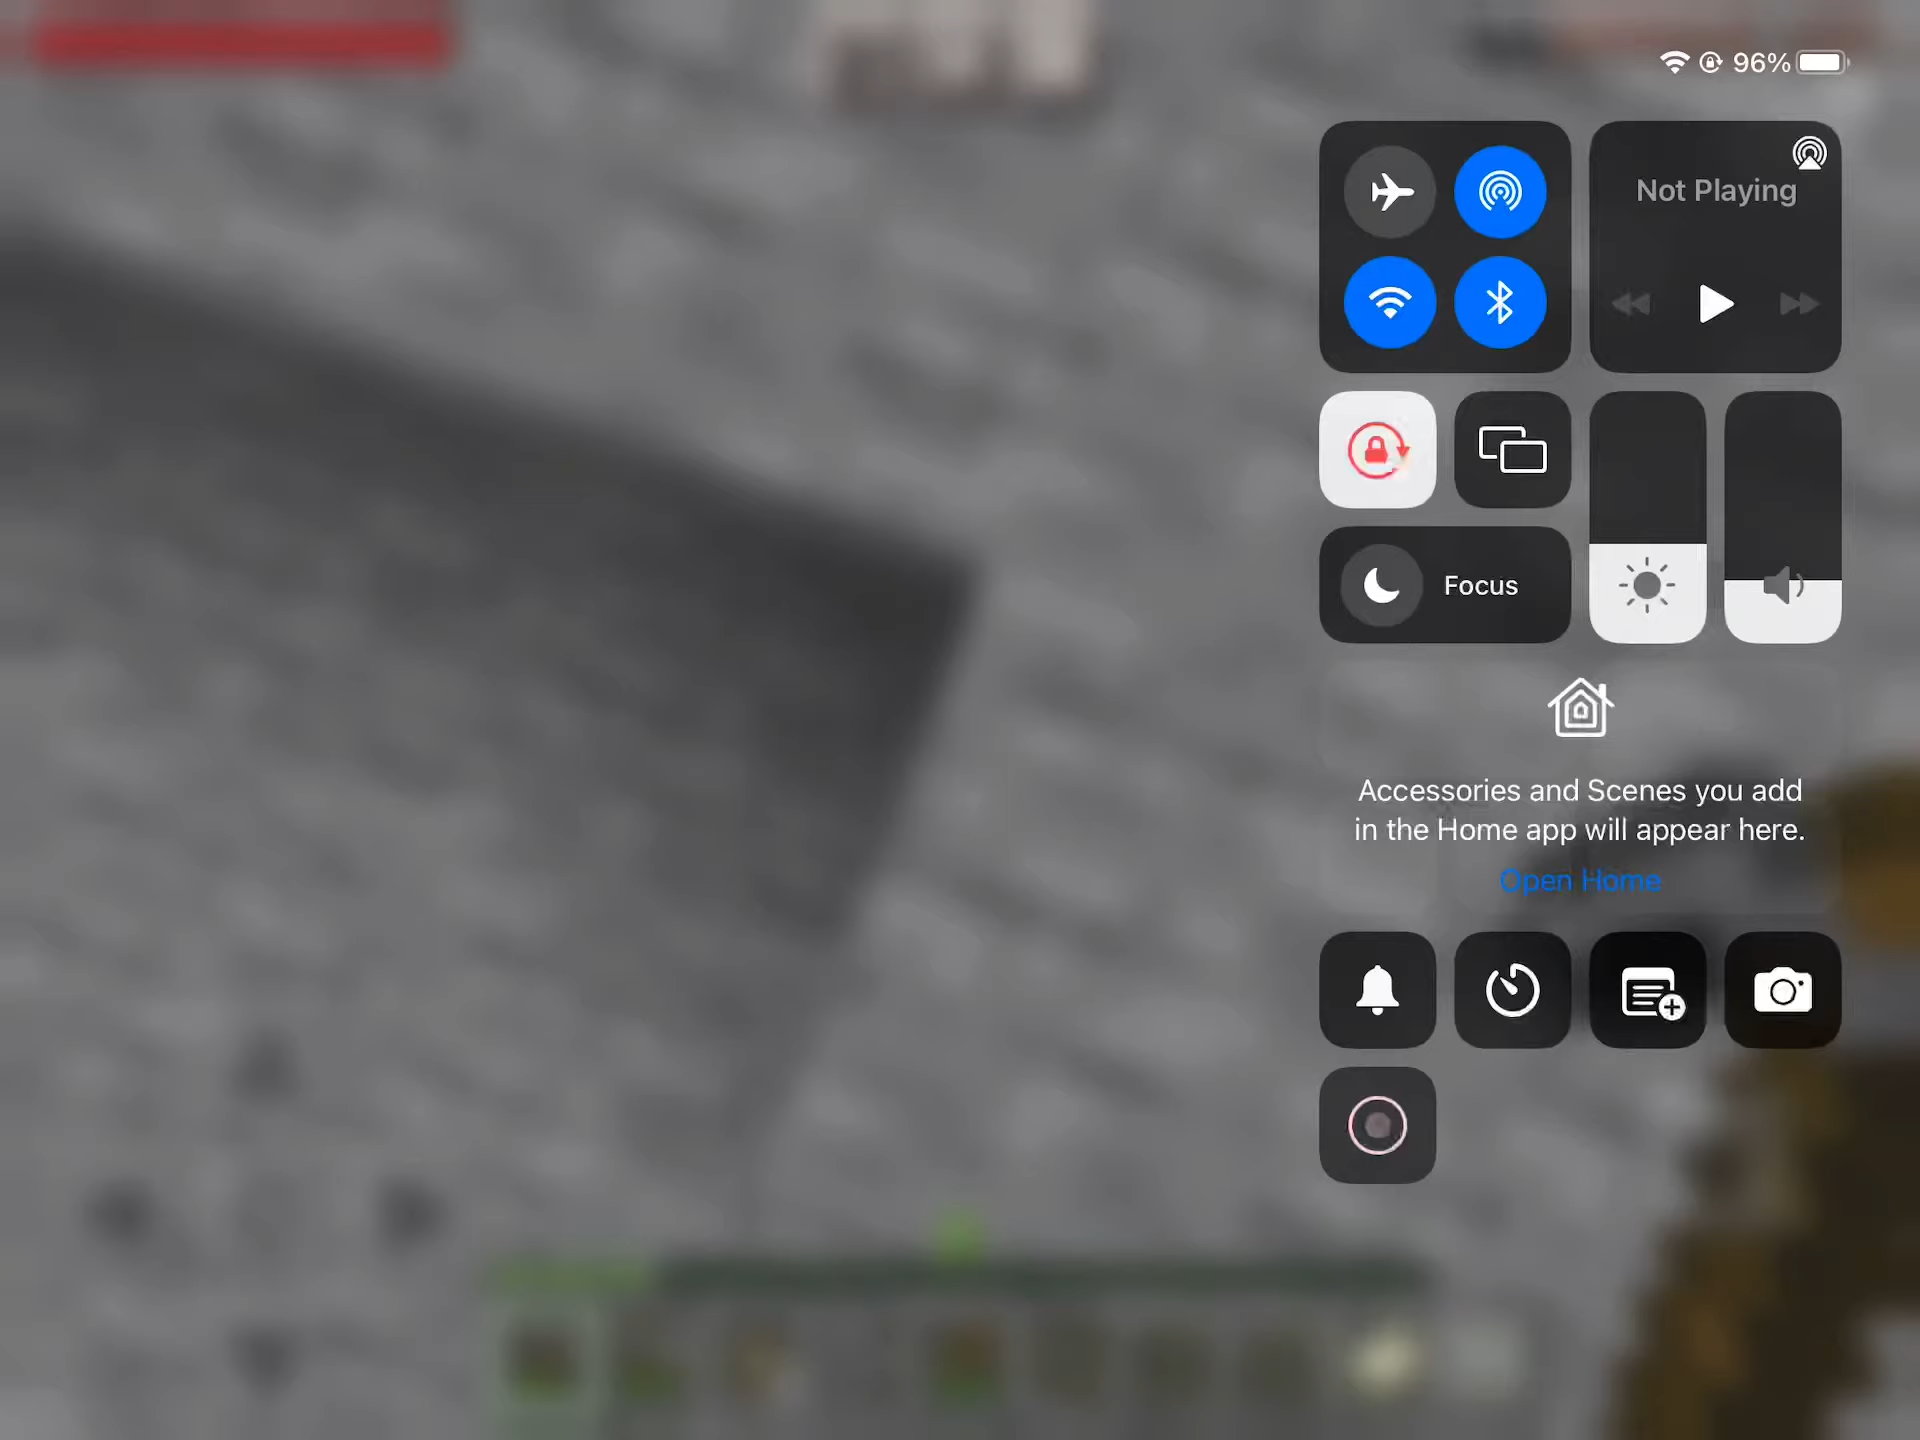 96%
Not Playing
Focus
Accessories and Scenes you add
in the Home app will appear here.
Open Home